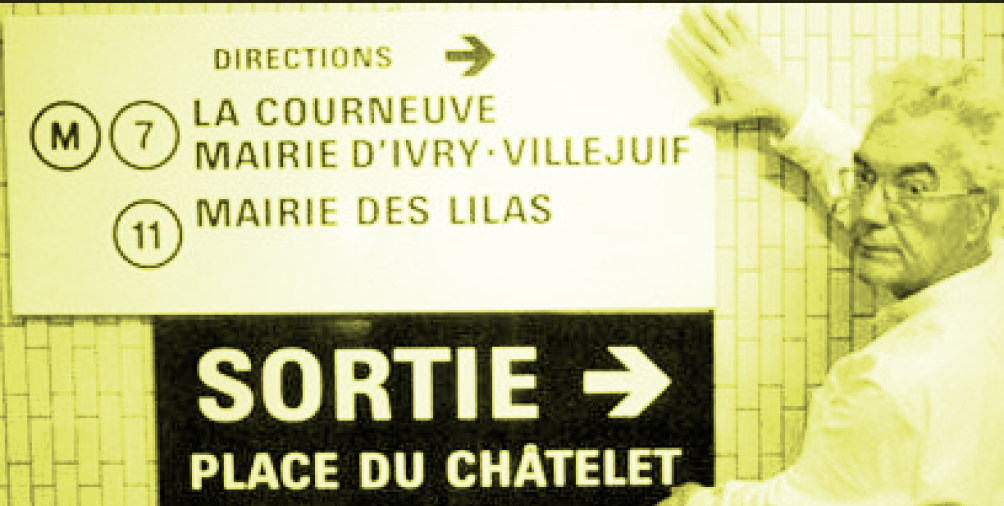 DIRECTIONS →
M 7 LA COURNEUVE
MAIRIE D'IVRY·VILLEJUIF
11 MAIRIE DES LILAS
SORTIE →
PLACE DU CHÂTELET